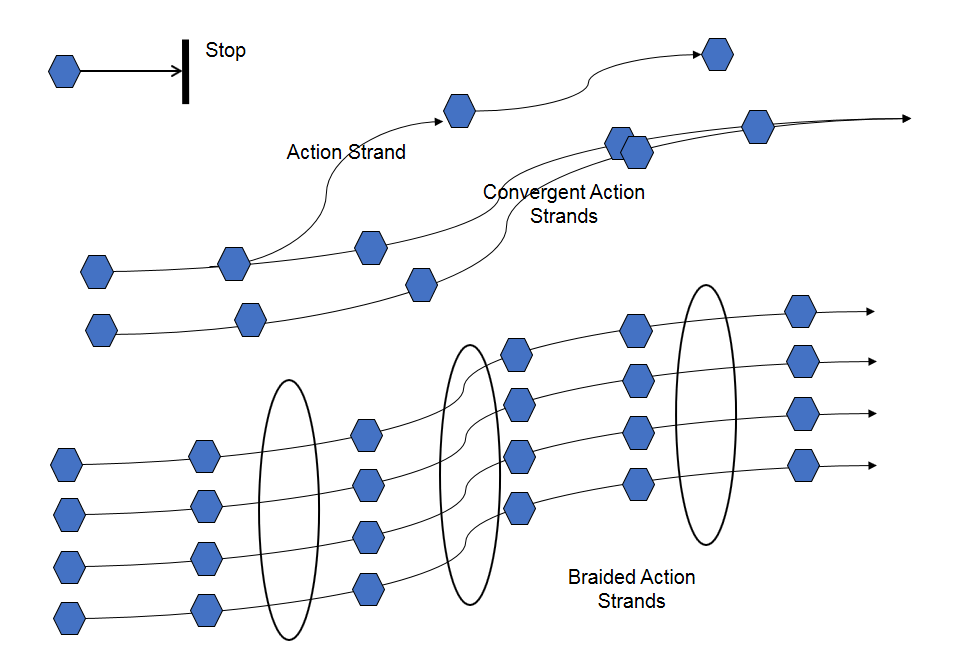 Stop
Action Strand
Convergent Action
Strands
Braided Action
Strands